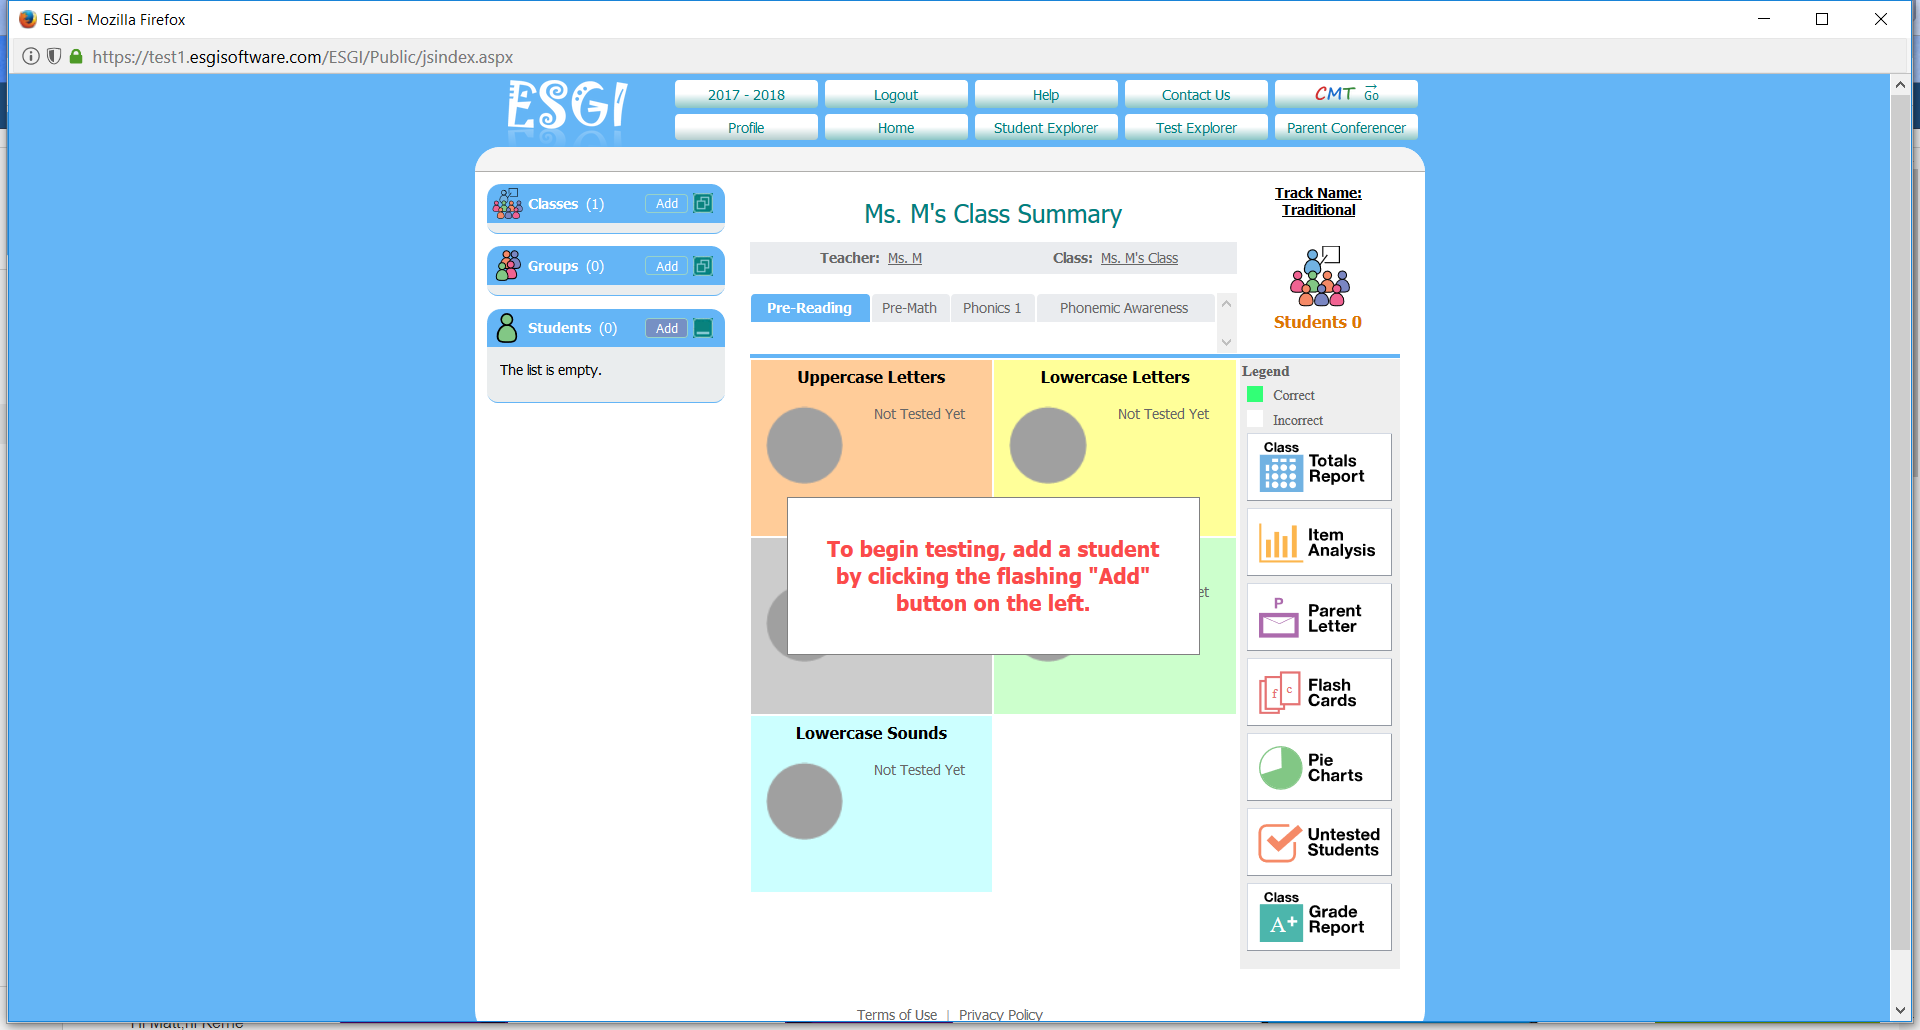 ESGI - Mozilla Firefox
https://test1.esgisoftware.com/ESGI/Public/jsindex.aspx
ESGI
2017 - 2018
Logout
Help
Contact Us
CMT Go
Profile
Home
Student Explorer
Test Explorer
Parent Conferencer
Classes (1)
Add
Groups (0)
Add
Students (0)
Add
The list is empty.
Ms. M's Class Summary
Teacher: Ms. M
Class: Ms. M's Class
Track Name:
Traditional
Students 0
Pre-Reading
Pre-Math
Phonics 1
Phonemic Awareness
Uppercase Letters
Not Tested Yet
Lowercase Letters
Not Tested Yet
To begin testing, add a student
by clicking the flashing "Add"
button on the left.
Lowercase Sounds
Not Tested Yet
Legend
Correct
Incorrect
Class
Totals
Report
Item
Analysis
P
Parent
Letter
f c
Flash
Cards
Pie
Charts
Untested
Students
Class
A+
Grade
Report
Terms of Use | Privacy Policy